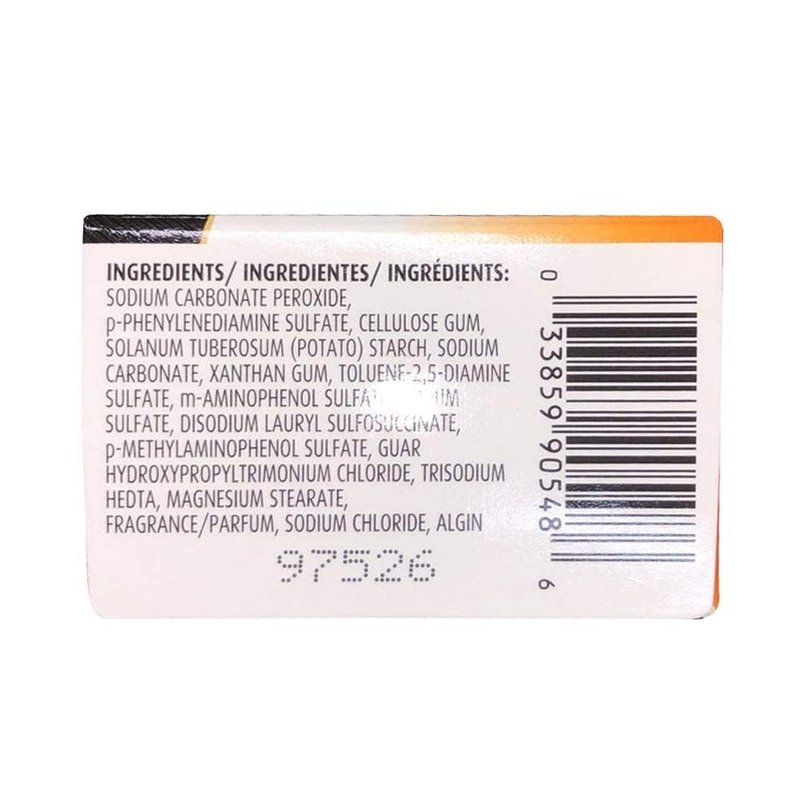 INGREDIENTS/ INGREDIENTES/ INGRÉDIENTS:
SODIUM CARBONATE PEROXIDE,
p-PHENYLENEDIAMINE SULFATE, CELLULOSE GUM,
SOLANUM TUBEROSUM (POTATO) STARCH, SODIUM
CARBONATE, XANTHAN GUM, TOLUENE-2,5-DIAMINE
SULFATE, m-AMINOPHENOL
SULFATE, DISODIUM LAURYL SULFOSUCCINATE,
p-METHYLAMINOPHENOL SULFATE, GUAR
HYDROXYPROPYLTRIMONIUM CHLORIDE, TRISODIUM
HEDTA, MAGNESIUM STEARATE,
FRAGRANCE/PARFUM, SODIUM CHLORIDE, ALGIN
97526
0 33859 90548 6